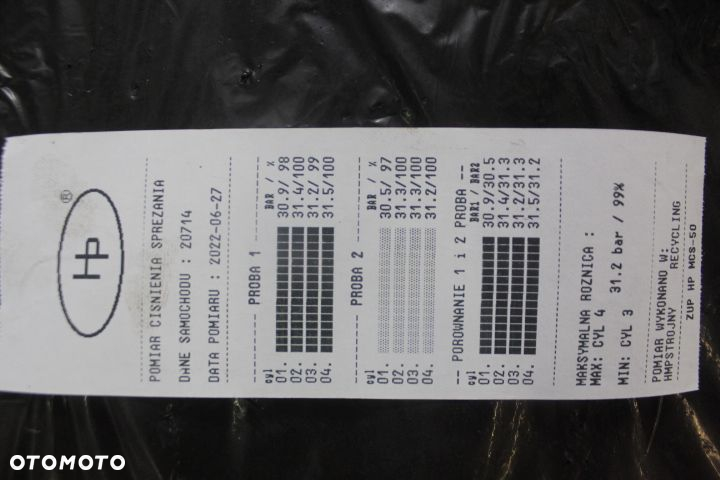 HP ®
POMIAR CIŚNIENIA SPRĘŻANIA
DANE SAMOCHODU : 20714
DATA POMIARU : 2022-06-27
------ PROBA 1 ------
cyl BAR / %
01. 30.9/ 98
02. 31.4/100
03. 31.2/ 99
04. 31.5/100
------ PROBA 2 ------
cyl BAR / %
01. 30.5/ 97
02. 31.3/100
03. 31.3/100
04. 31.2/100
-- POROWNANIE 1 i 2 PROBA --
cyl BAR1 / BAR2
01. 30.9/30.5
02. 31.4/31.3
03. 31.2/31.3
04. 31.5/31.2
MAKSYMALNA ROZNICA :
MAX: CYL 4
MIN: CYL 3 31.2 bar / 99%
POMIAR WYKONANO W:
HMPSTROJNY RECYCLING
ZUP HP MCS-50
OTOMOTO